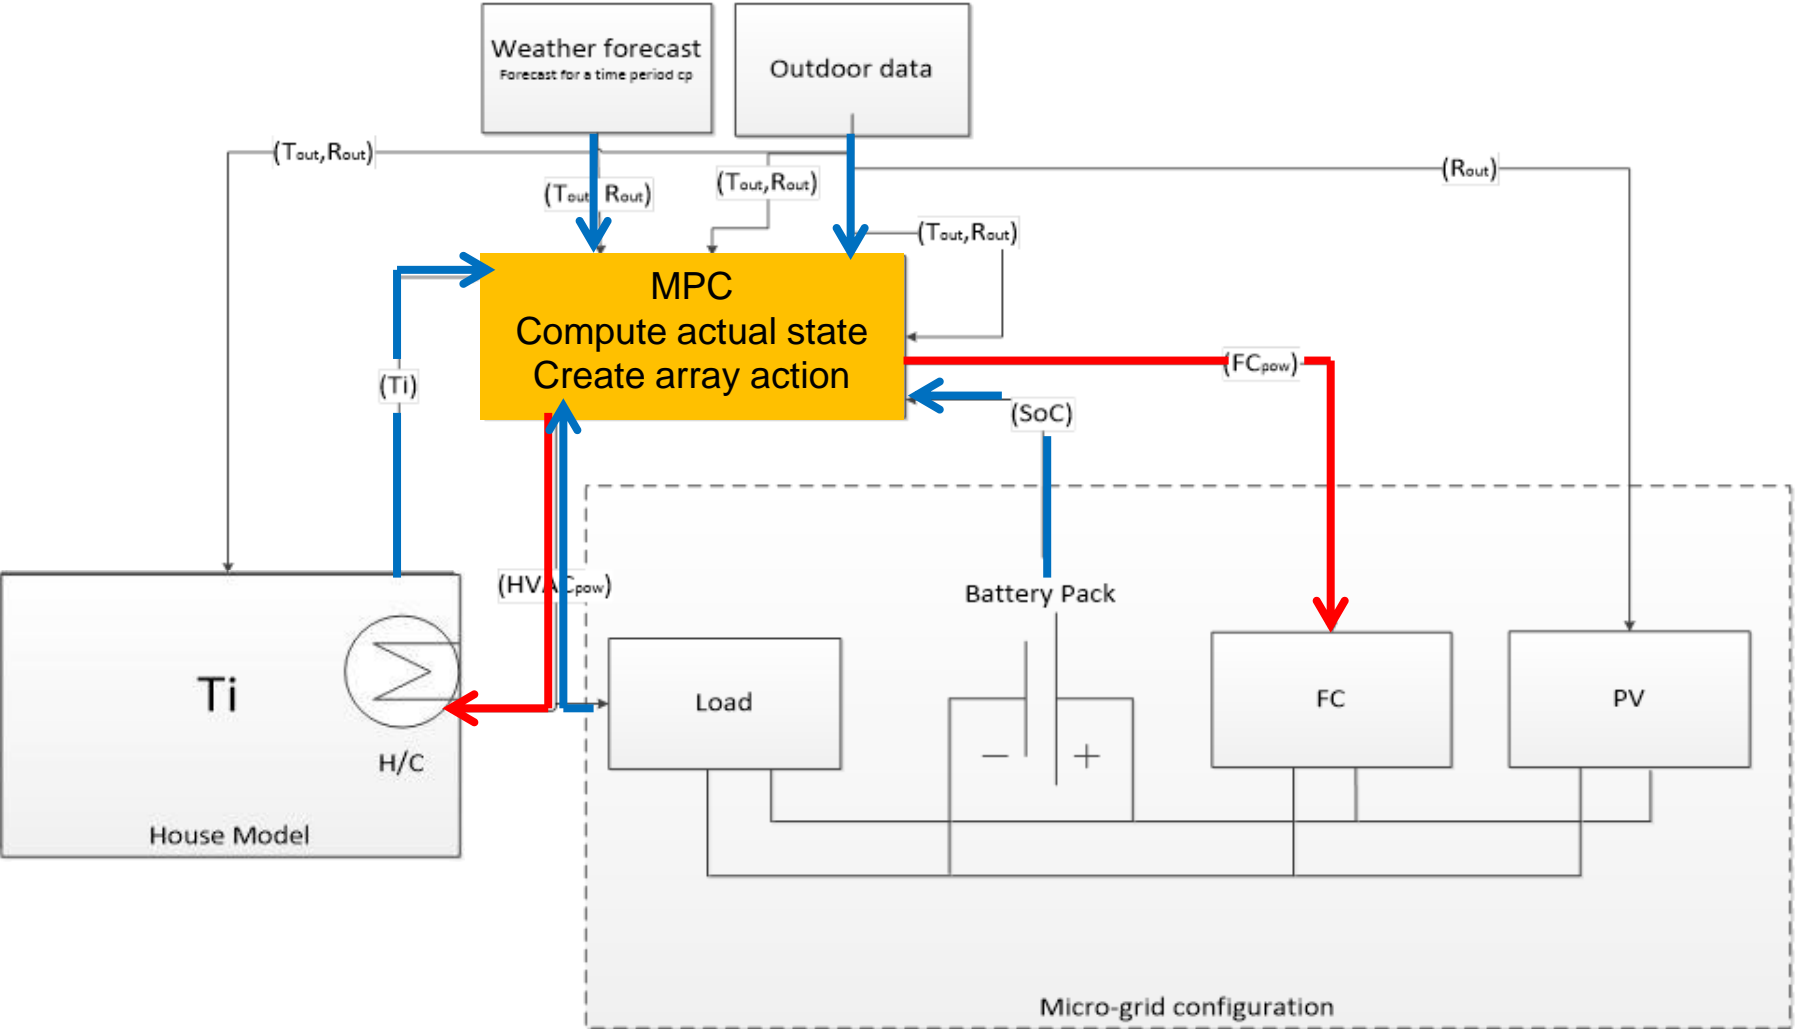 Weather forecast
Forecast for a time period cp
Outdoor data
(Tout,Rout)
(Tout, Rout)
(Tout,Rout)
(Rout)
(Tout,Rout)
MPC
Compute actual state
Create array action
(FCpow)
(Ti)
(SoC)
(HVACpow)
Battery Pack
Ti
Load
− +
FC
PV
H/C
House Model
Micro-grid configuration